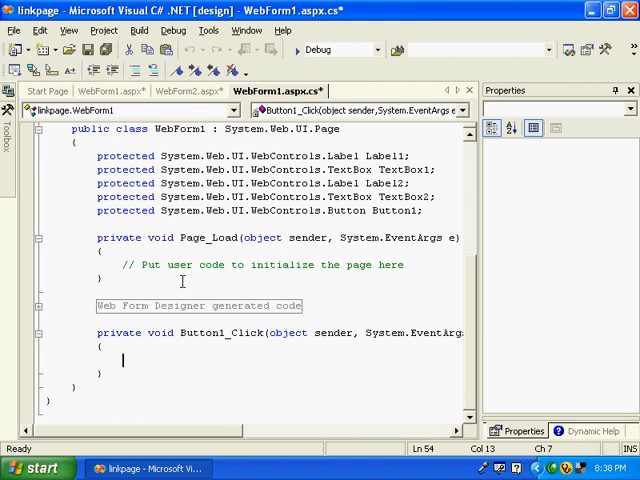 linkpage - Microsoft Visual C# .NET [design] - WebForm1.aspx.cs*
File Edit View Project Build Debug Tools Window Help
Debug
Start Page WebForm1.aspx* WebForm2.aspx* WebForm1.aspx.cs*
linkpage.WebForm1 Button1_Click(object sender,System.EventArgs e
public class WebForm1 : System.Web.UI.Page
{
protected System.Web.UI.WebControls.Label Label1;
protected System.Web.UI.WebControls.TextBox TextBox1;
protected System.Web.UI.WebControls.Label Label2;
protected System.Web.UI.WebControls.TextBox TextBox2;
protected System.Web.UI.WebControls.Button Button1;
private void Page_Load(object sender, System.EventArgs e)
{
// Put user code to initialize the page here
}
Web Form Designer generated code
private void Button1_Click(object sender, System.EventArgs
{
}
}
}
Toolbox
Properties
Properties Dynamic Help
Ready Ln 54 Col 13 Ch 7 INS
start linkpage - Microsoft Vi... 8:38 PM